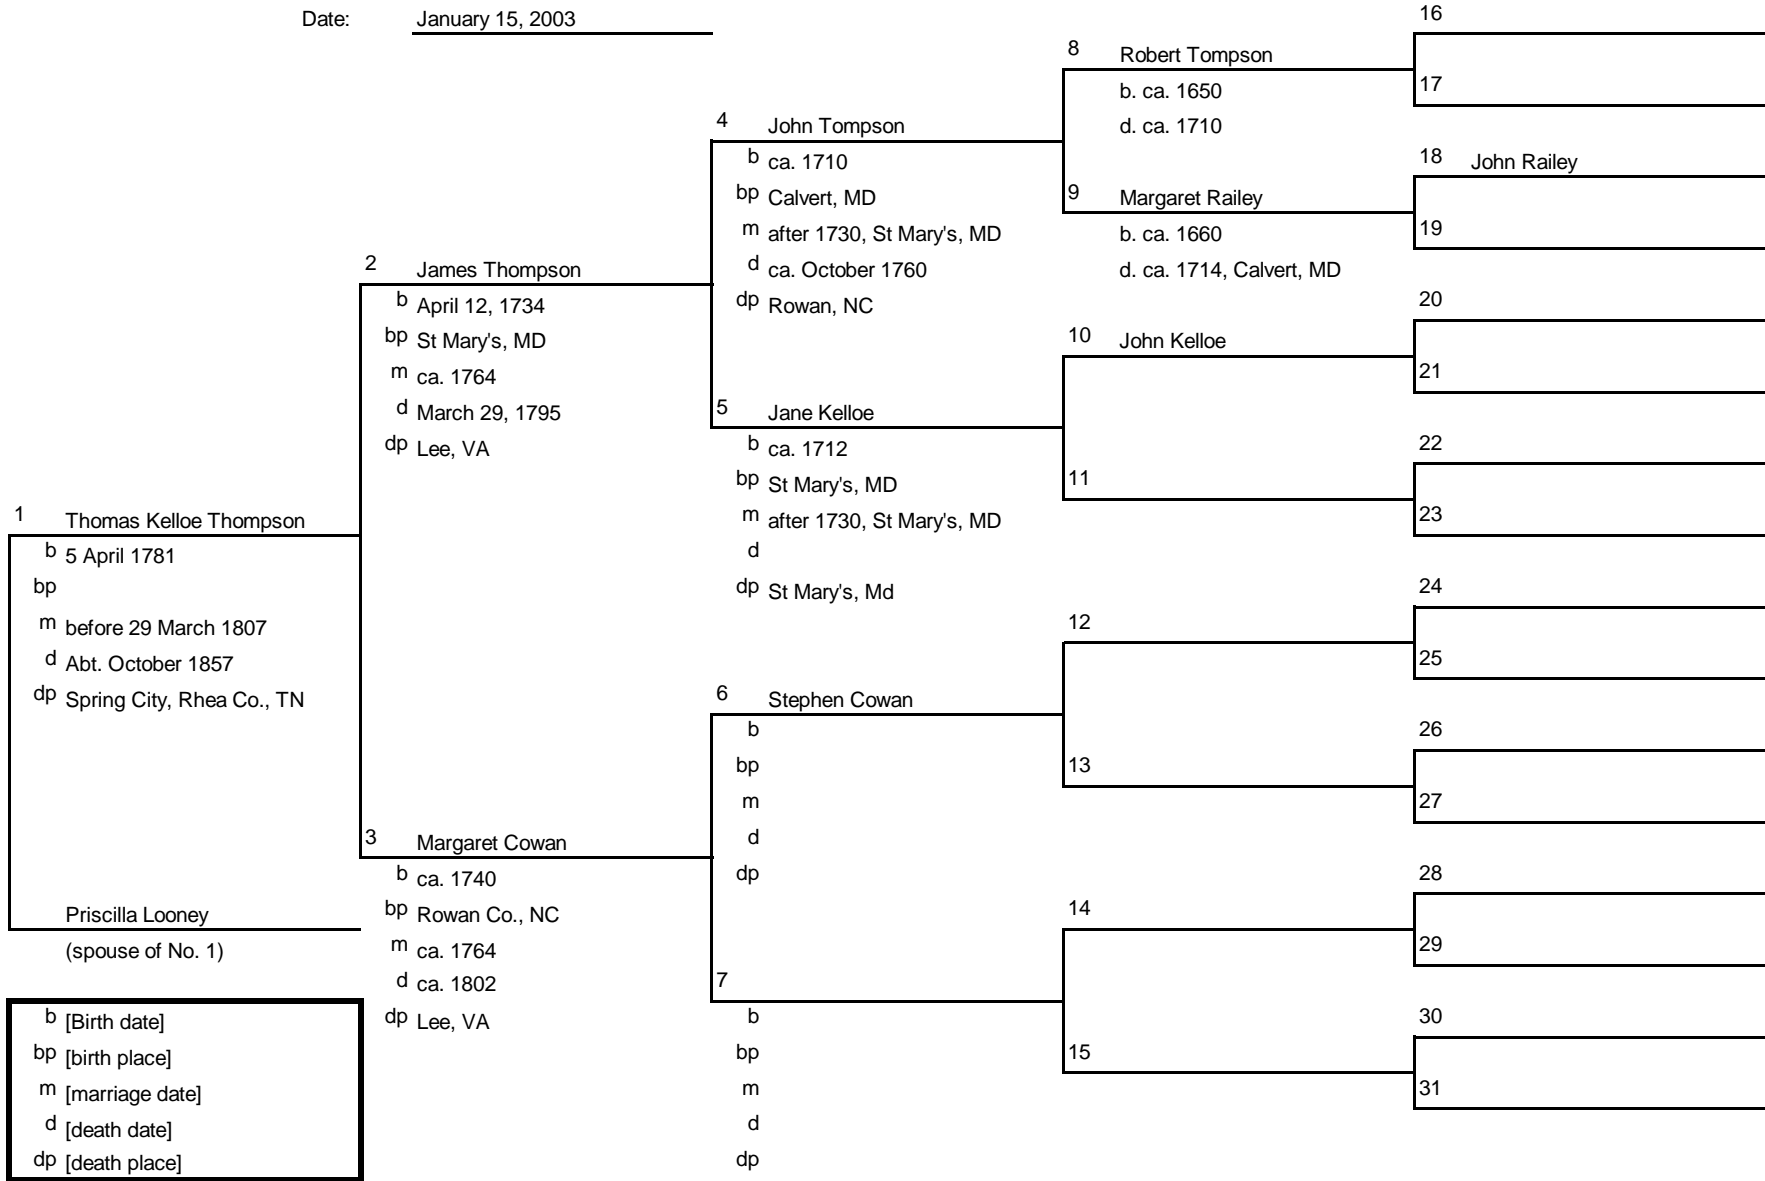 Date: January 15, 2003
1 Thomas Kelloe Thompson
b 5 April 1781
bp
m before 29 March 1807
d Abt. October 1857
dp Spring City, Rhea Co., TN
Priscilla Looney
(spouse of No. 1)
b [Birth date]
bp [birth place]
m [marriage date]
d [death date]
dp [death place]
2 James Thompson
b April 12, 1734
bp St Mary's, MD
m ca. 1764
d March 29, 1795
dp Lee, VA
3 Margaret Cowan
b ca. 1740
bp Rowan Co., NC
m ca. 1764
d ca. 1802
dp Lee, VA
4 John Tompson
b ca. 1710
bp Calvert, MD
m after 1730, St Mary's, MD
d ca. October 1760
dp Rowan, NC
5 Jane Kelloe
b ca. 1712
bp St Mary's, MD
m after 1730, St Mary's, MD
d
dp St Mary's, Md
6 Stephen Cowan
b
bp
m
d
dp
7
b
bp
m
d
dp
8 Robert Tompson
b. ca. 1650
d. ca. 1710
9 Margaret Railey
b. ca. 1660
d. ca. 1714, Calvert, MD
10 John Kelloe
11
12
13
14
15
16
17
18 John Railey
19
20
21
22
23
24
25
26
27
28
29
30
31